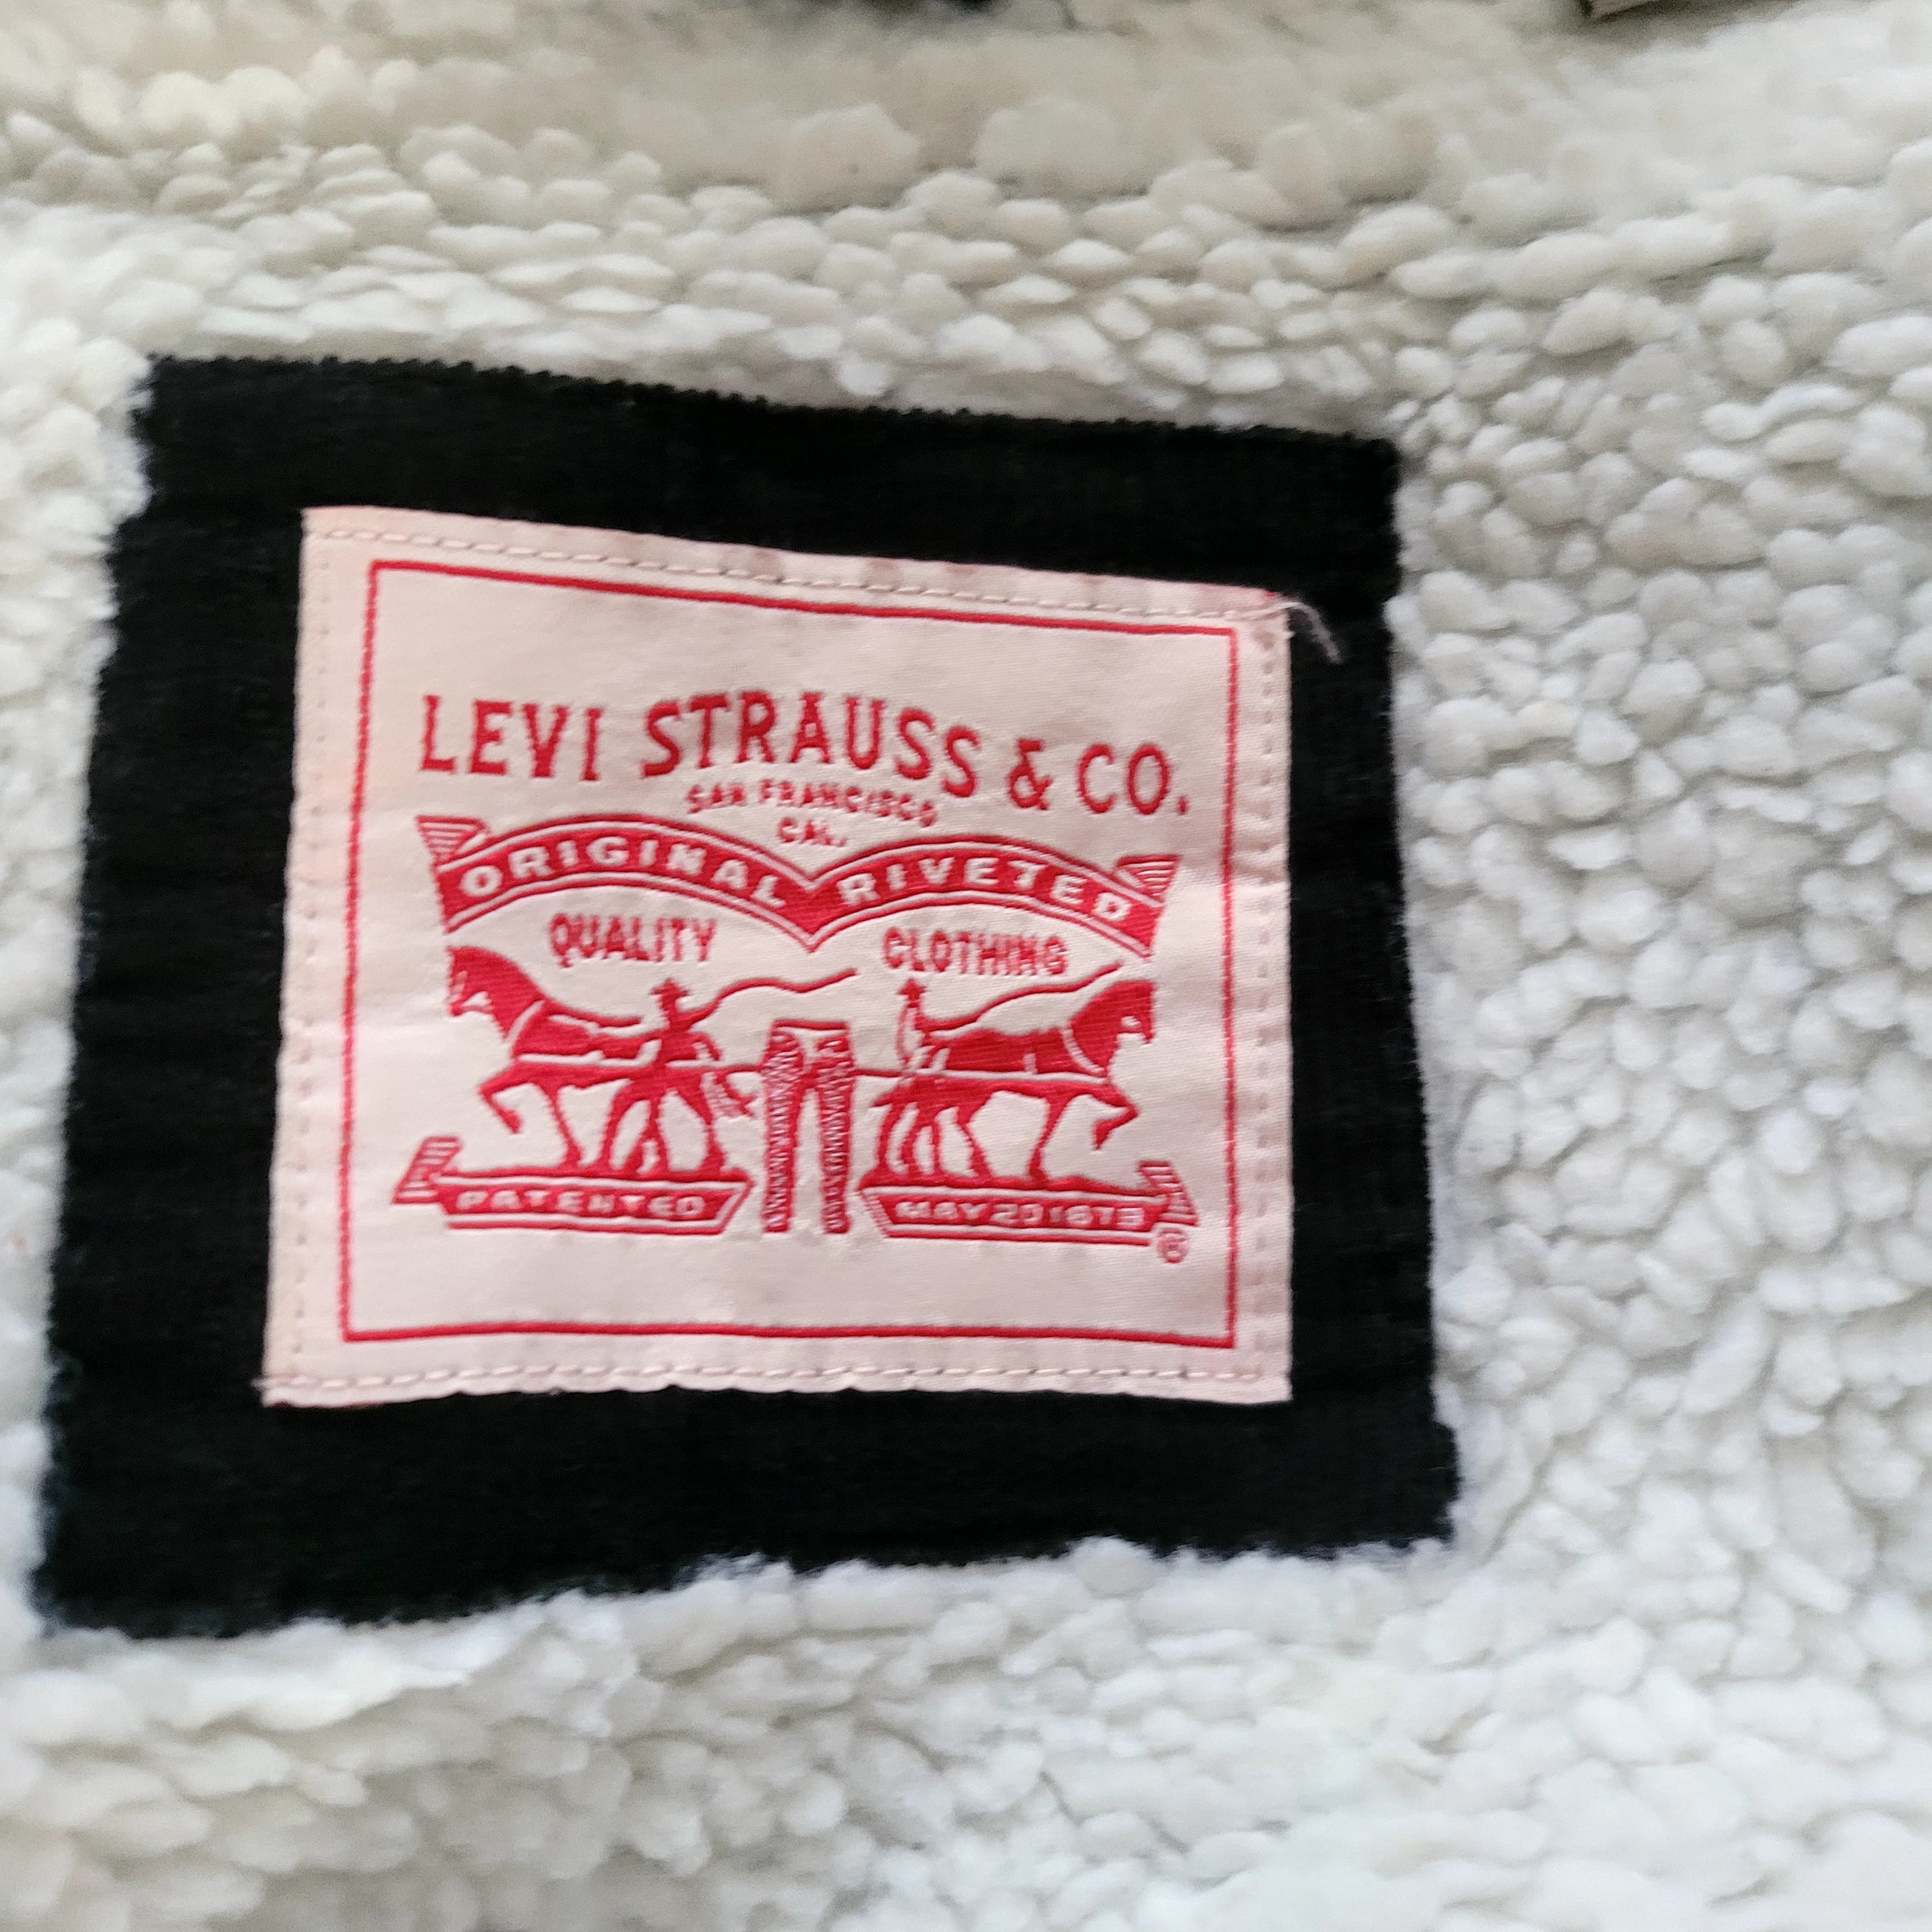 LEVI STRAUSS & CO.
SAN FRANCISCO
CAL.
ORIGINAL RIVETED
QUALITY CLOTHING
PATENTED MAY 20 1873
®